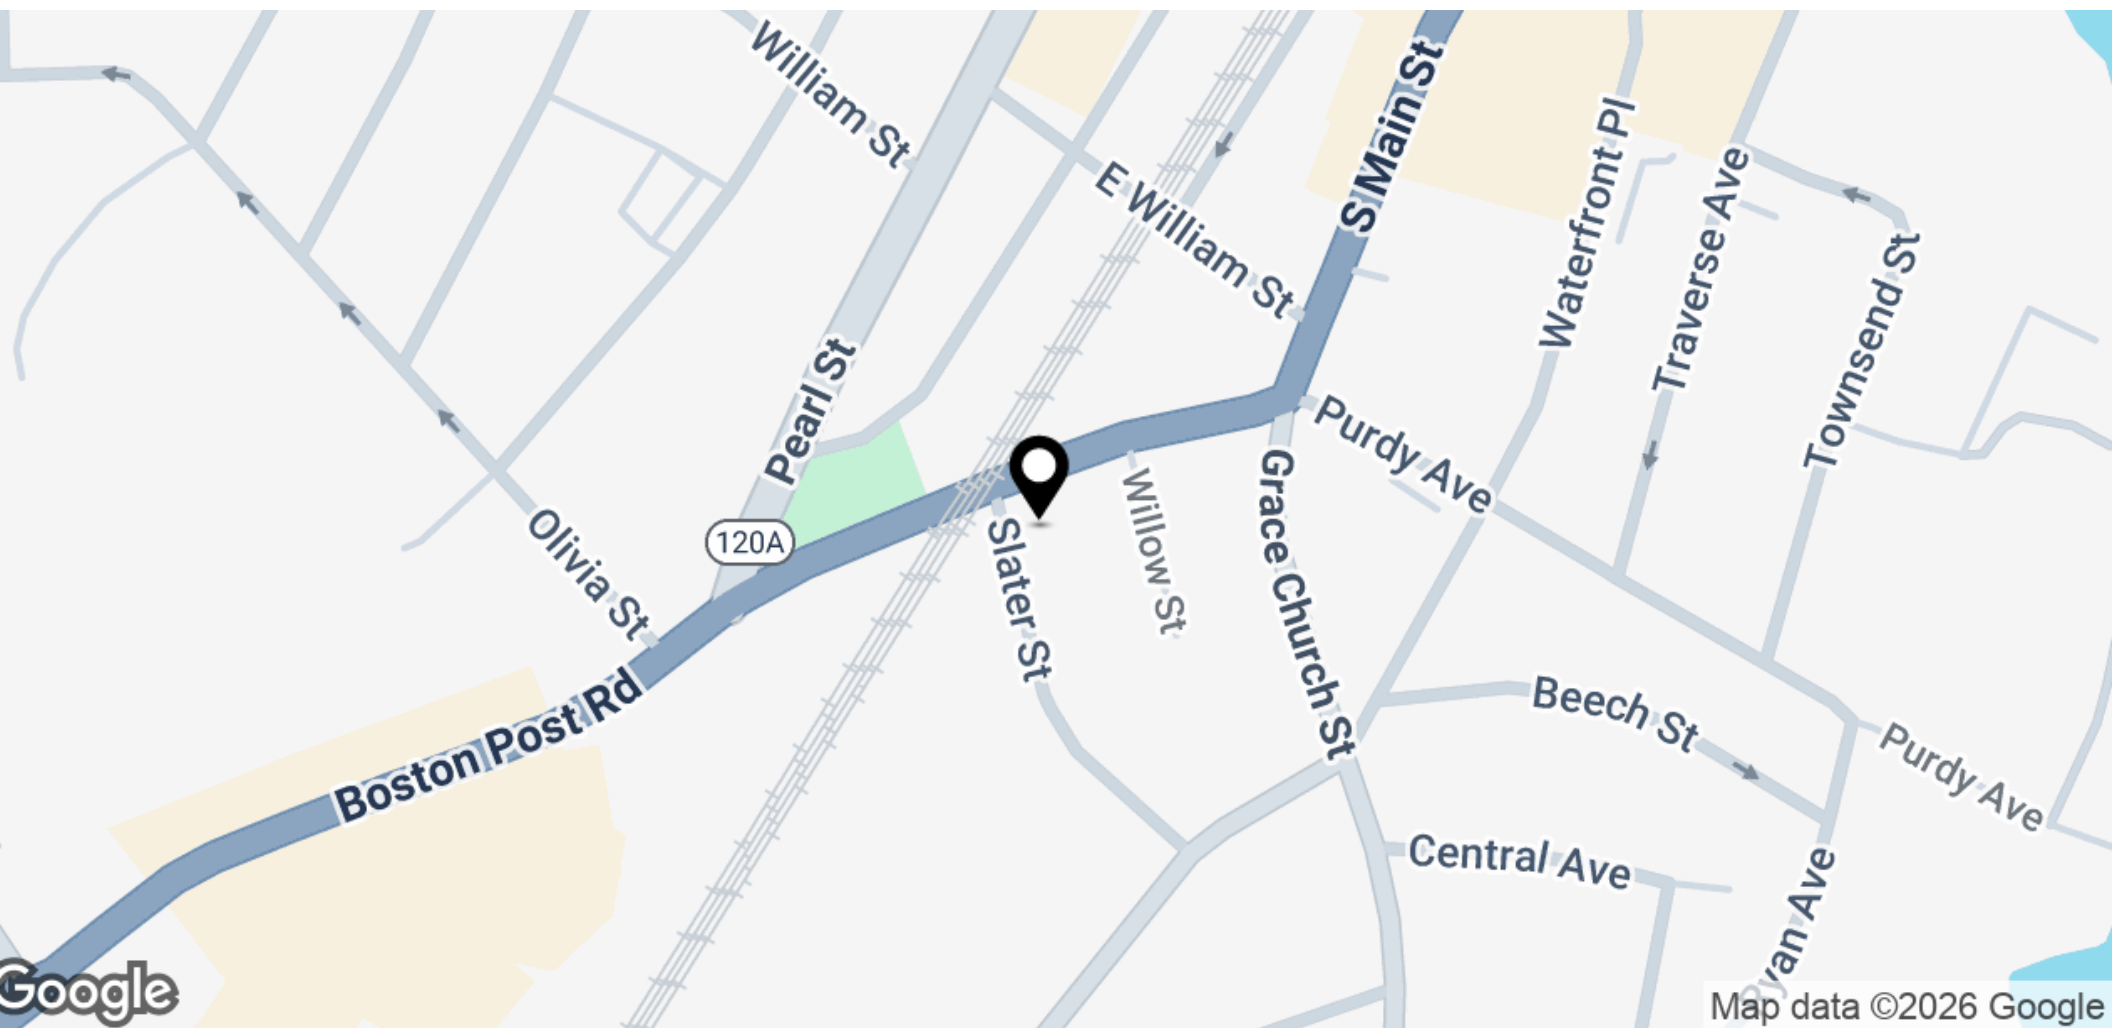 William St
E William St
S Main St
Waterfront Pl
Traverse Ave
Townsend St
Pearl St
Purdy Ave
120A
Olivia St
Slater St
Willow St
Grace Church St
Boston Post Rd
Beech St
Purdy Ave
Central Ave
Ryan Ave
Google
Map data ©2026 Google